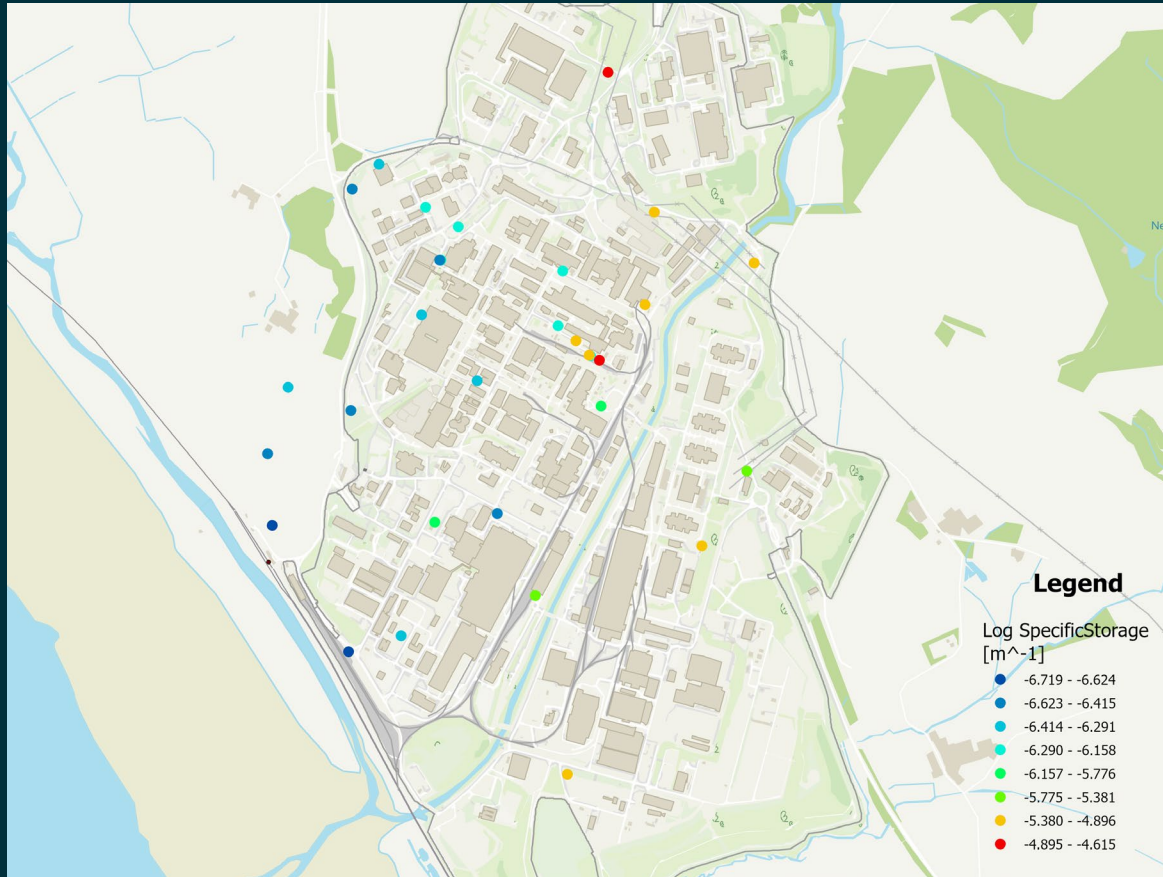 Ne
Legend
Log SpecificStorage
[m^-1]
-6.719 - -6.624
-6.623 - -6.415
-6.414 - -6.291
-6.290 - -6.158
-6.157 - -5.776
-5.775 - -5.381
-5.380 - -4.896
-4.895 - -4.615